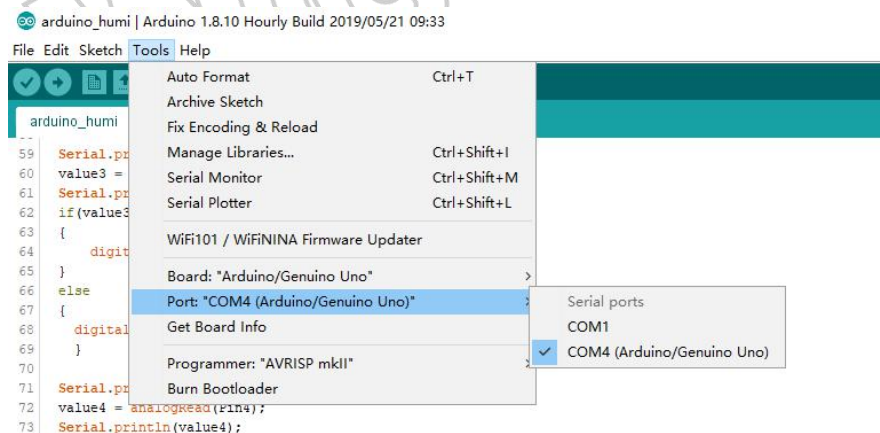 arduino_humi | Arduino 1.8.10 Hourly Build 2019/05/21 09:33
File Edit Sketch Tools Help
arduino_humi
Auto Format Ctrl+T
Archive Sketch
Fix Encoding & Reload
Manage Libraries... Ctrl+Shift+I
Serial Monitor Ctrl+Shift+M
Serial Plotter Ctrl+Shift+L
WiFi101 / WiFiNINA Firmware Updater
Board: "Arduino/Genuino Uno"
Port: "COM4 (Arduino/Genuino Uno)"
Get Board Info
Programmer: "AVRISP mkII"
Burn Bootloader
Serial ports
COM1
COM4 (Arduino/Genuino Uno)
59 Serial.pr
60 value3 =
61 Serial.pr
62 if(value3
63 {
64 digit
65 }
66 else
67 {
68 digital
69 }
70
71 Serial.pr
72 value4 = analogRead(Pin4);
73 Serial.println(value4);